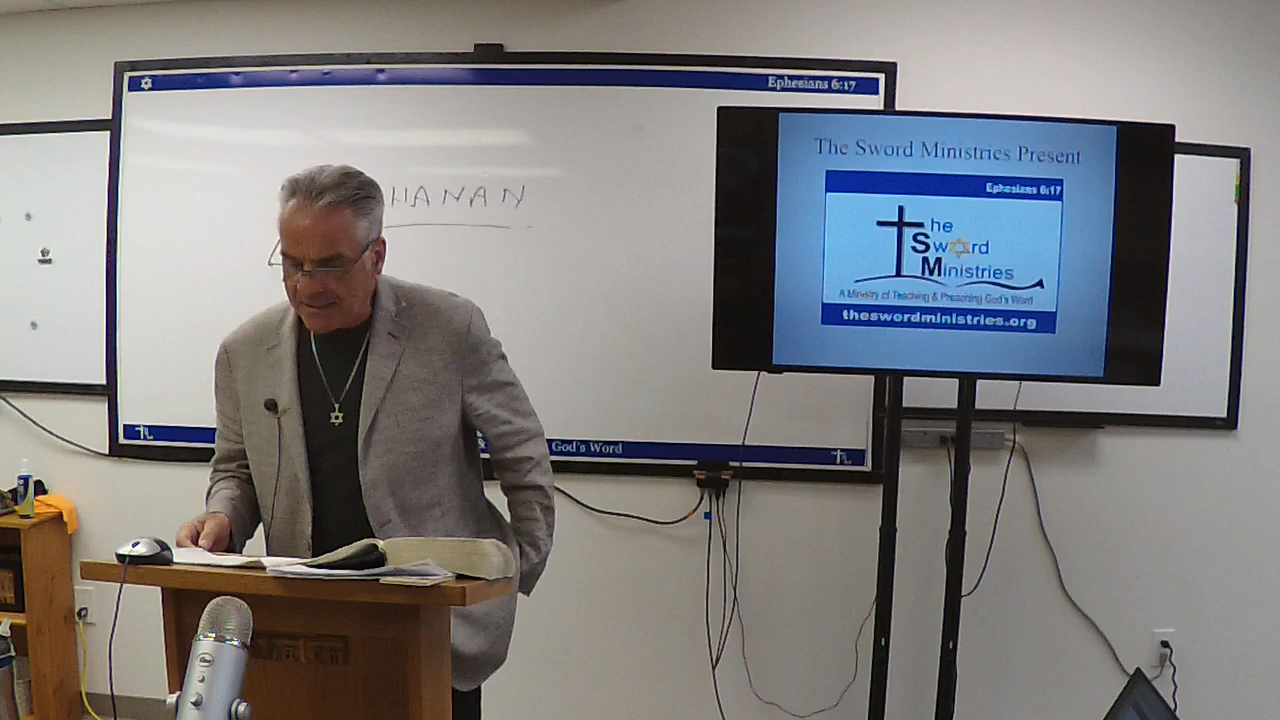 Ephesians 6:17
HANAN
God's Word
The Sword Ministries Present
Ephesians 6:17
The
Sword
Ministries
A Ministry of Teaching & Preaching God's Word
theswordministries.org